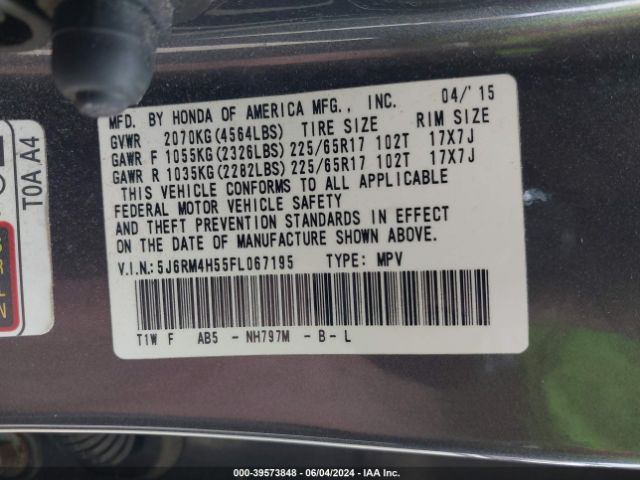 MFD. BY HONDA OF AMERICA MFG., INC. 04/'15
GVWR 2070KG(4564LBS) TIRE SIZE RIM SIZE
GAWR F 1055KG(2326LBS) 225/65R17 102T 17X7J
GAWR R 1035KG(2282LBS) 225/65R17 102T 17X7J
THIS VEHICLE CONFORMS TO ALL APPLICABLE
FEDERAL MOTOR VEHICLE SAFETY
AND THEFT PREVENTION STANDARDS IN EFFECT
ON THE DATE OF MANUFACTURE SHOWN ABOVE.
V.I.N.:5J6RM4H55FL067195 TYPE: MPV
T1W F AB5 - NH797M - B - L
T0A A4
000-39573848 - 06/04/2024 - IAA Inc.